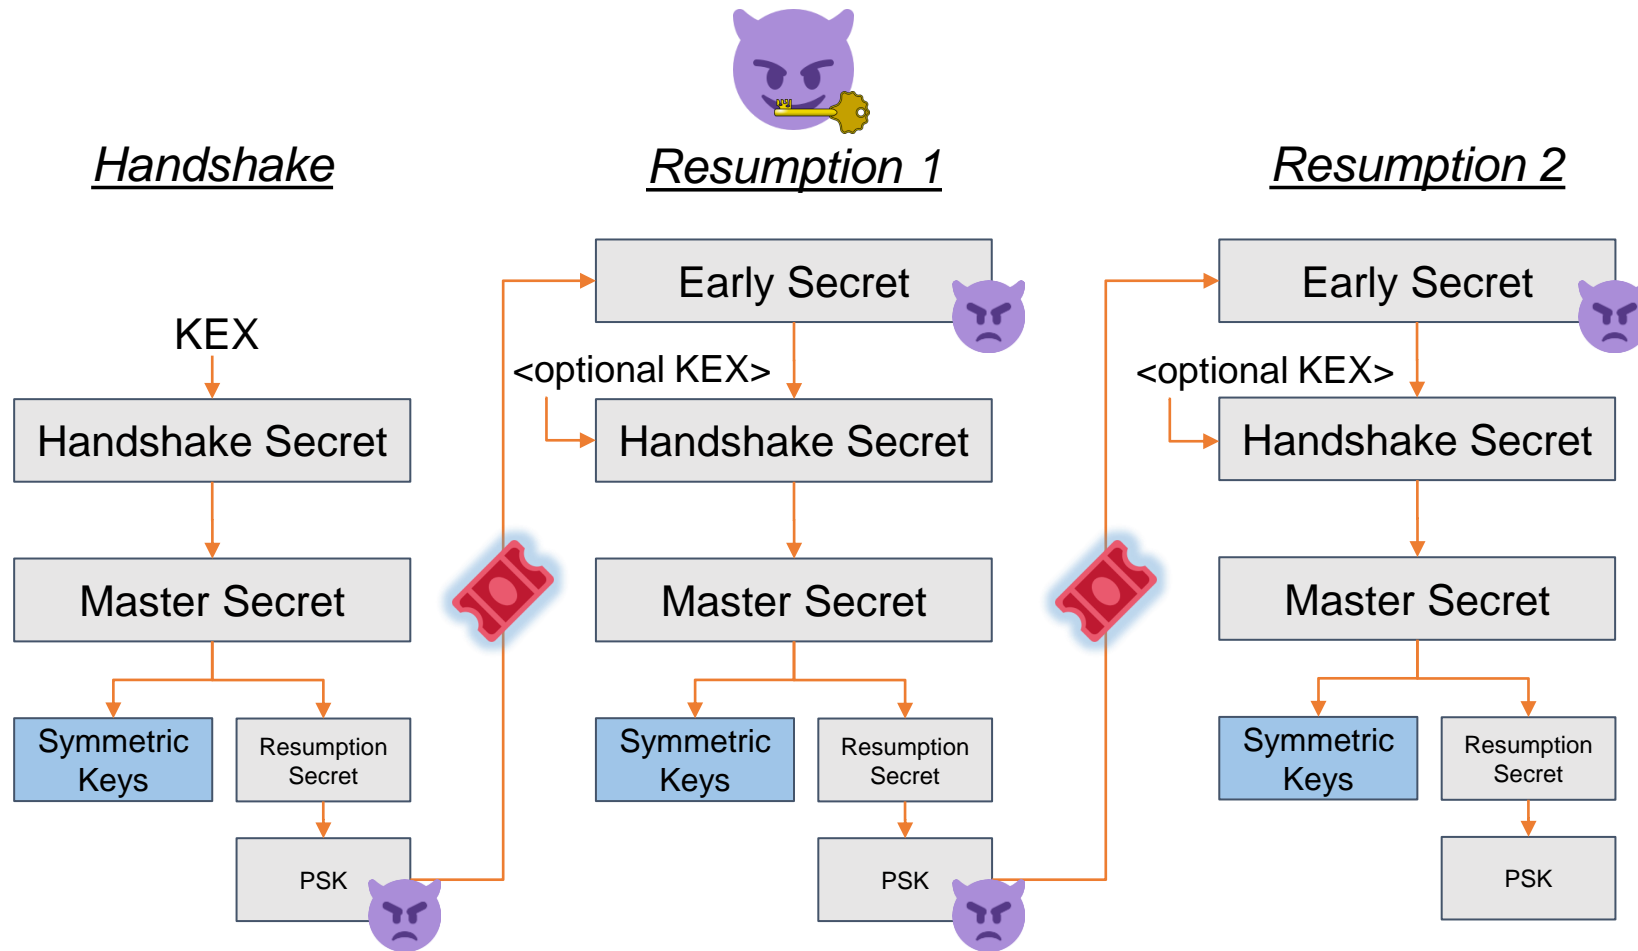 Handshake
KEX
Handshake Secret
Master Secret
Symmetric
Keys
Resumption
Secret
PSK
Resumption 1
Early Secret
<optional KEX>
Handshake Secret
Master Secret
Symmetric
Keys
Resumption
Secret
PSK
Resumption 2
Early Secret
<optional KEX>
Handshake Secret
Master Secret
Symmetric
Keys
Resumption
Secret
PSK